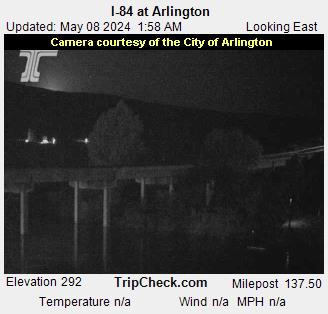 I-84 at Arlington
Updated: May 08 2024 1:58 AM Looking East
Camera courtesy of the City of Arlington
Elevation 292 TripCheck.com Milepost 137.50
Temperature n/a Wind n/a MPH n/a